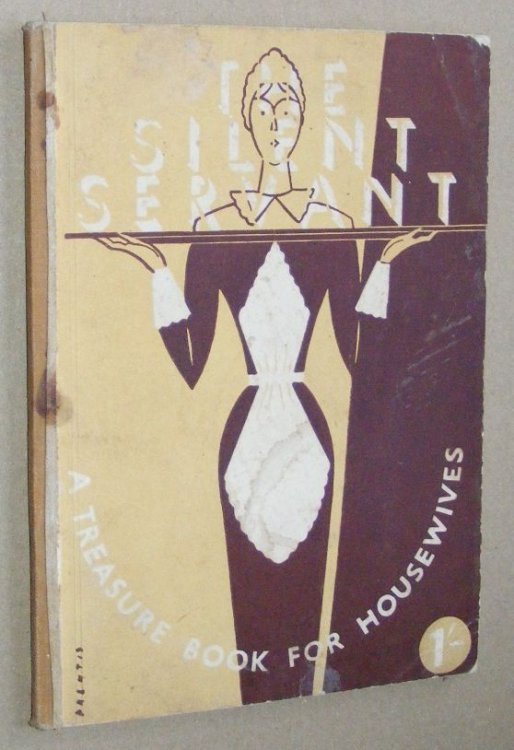 THE
SILENT
SERVANT
A TREASURE BOOK FOR HOUSEWIVES
1/-